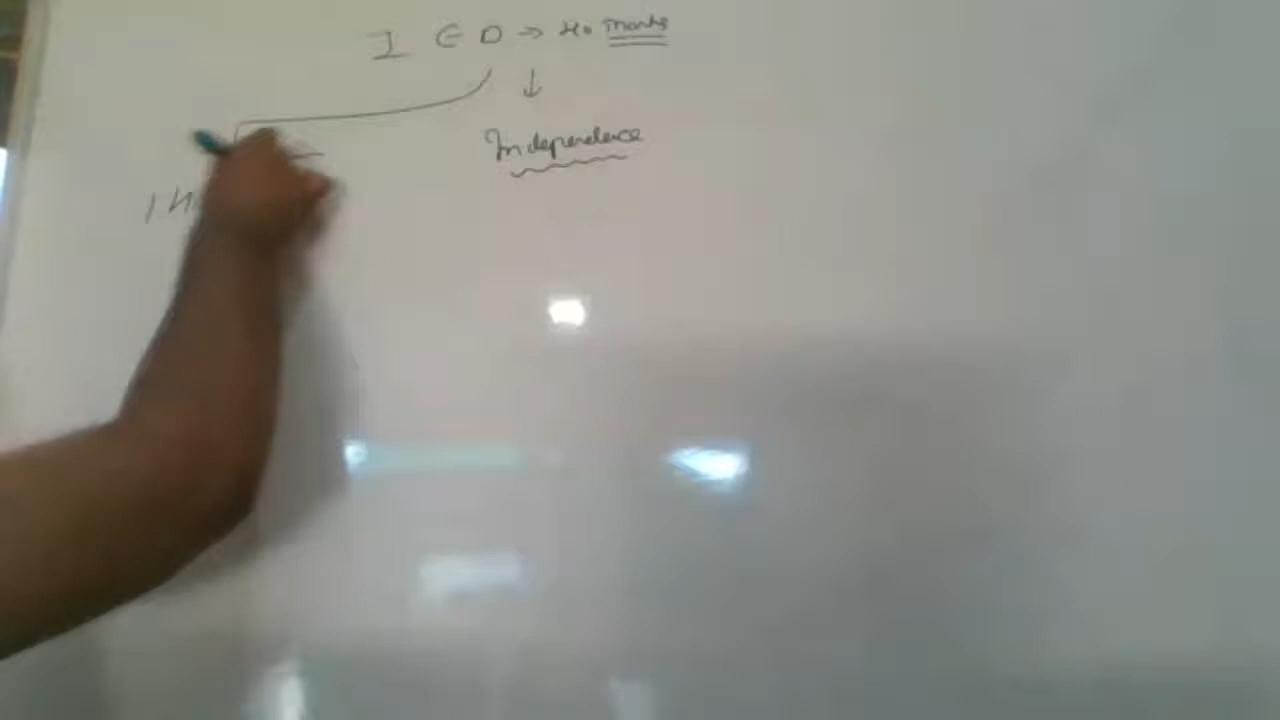 I E D → 40 Marks
↓
Independence